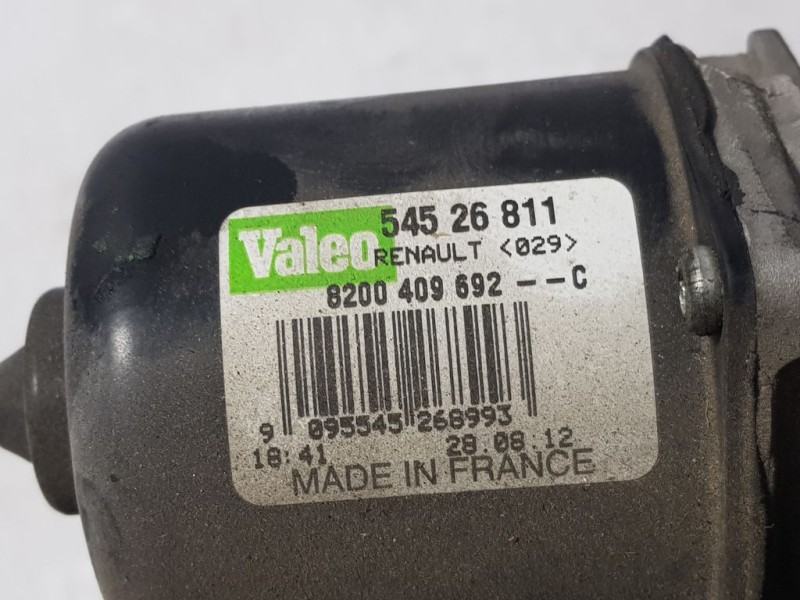 Valeo 545 26 811
RENAULT <029>
8200 409 692 --C
9 095545 268993
18:41 28.08.12
MADE IN FRANCE